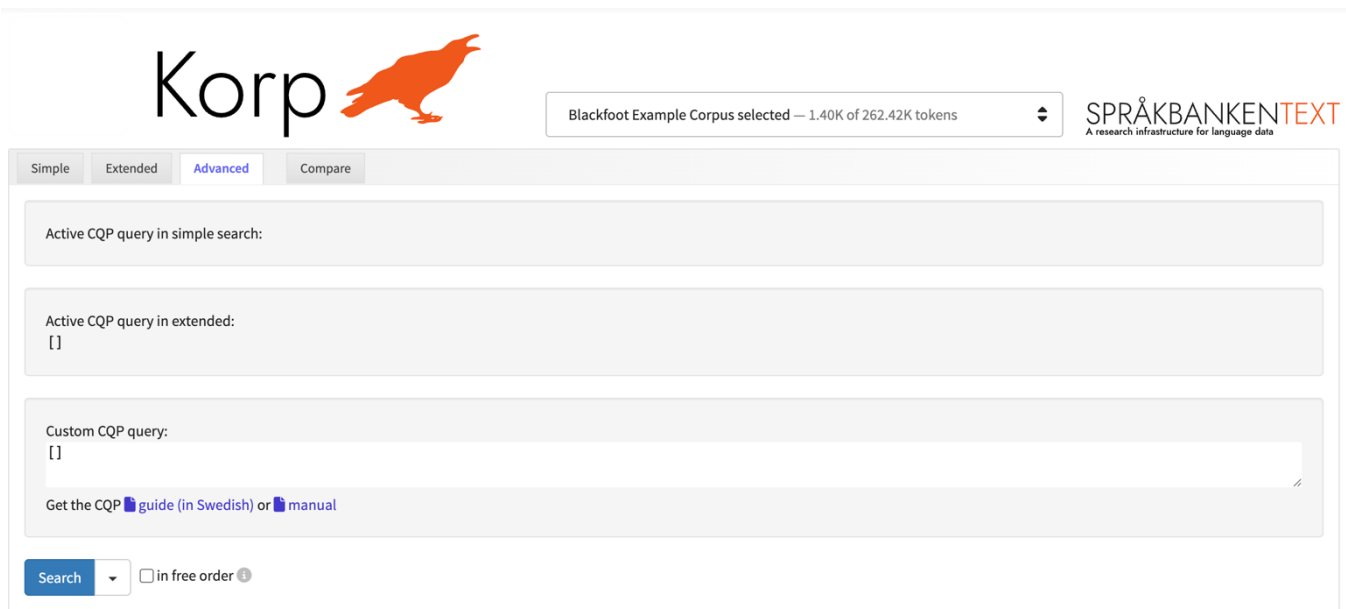 Korp
Blackfoot Example Corpus selected — 1.40K of 262.42K tokens
SPRÅKBANKENTEXT
A research infrastructure for language data
Simple Extended Advanced Compare
Active CQP query in simple search:
Active CQP query in extended:
[]
Custom CQP query:
[]
Get the CQP guide (in Swedish) or manual
Search in free order